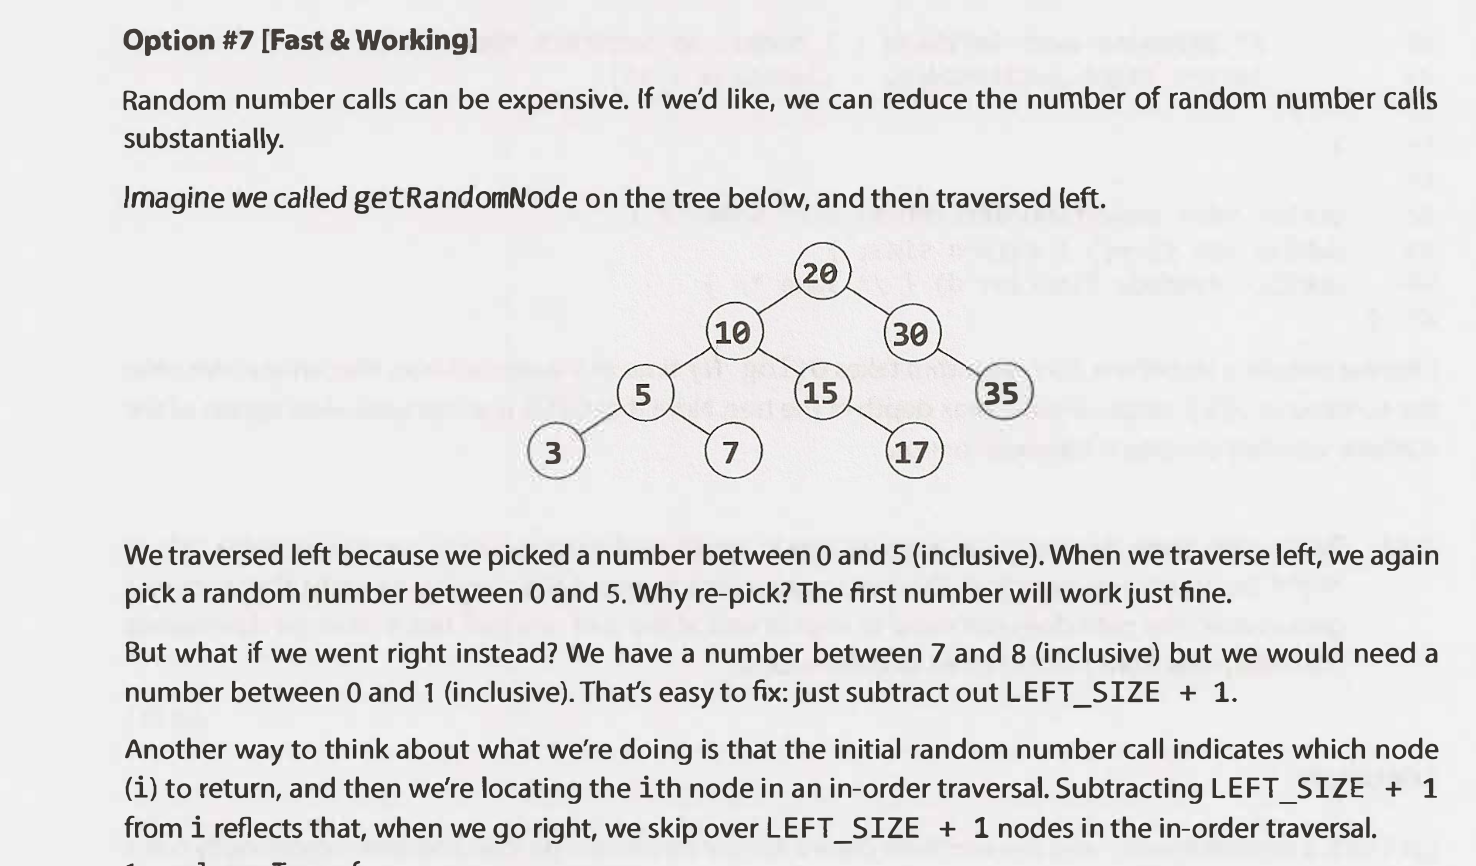 Option #7 [Fast & Working]
Random number calls can be expensive. If we'd like, we can reduce the number of random number calls
substantially.
Imagine we called getRandomNode on the tree below, and then traversed left.
20
10
30
5
15
35
3
7
17
We traversed left because we picked a number between 0 and 5 (inclusive). When we traverse left, we again
pick a random number between 0 and 5. Why re-pick? The first number will work just fine.
But what if we went right instead? We have a number between 7 and 8 (inclusive) but we would need a
number between 0 and 1 (inclusive). That's easy to fix: just subtract out LEFT_SIZE + 1.
Another way to think about what we're doing is that the initial random number call indicates which node
(i) to return, and then we're locating the ith node in an in-order traversal. Subtracting LEFT_SIZE + 1
from i reflects that, when we go right, we skip over LEFT_SIZE + 1 nodes in the in-order traversal.